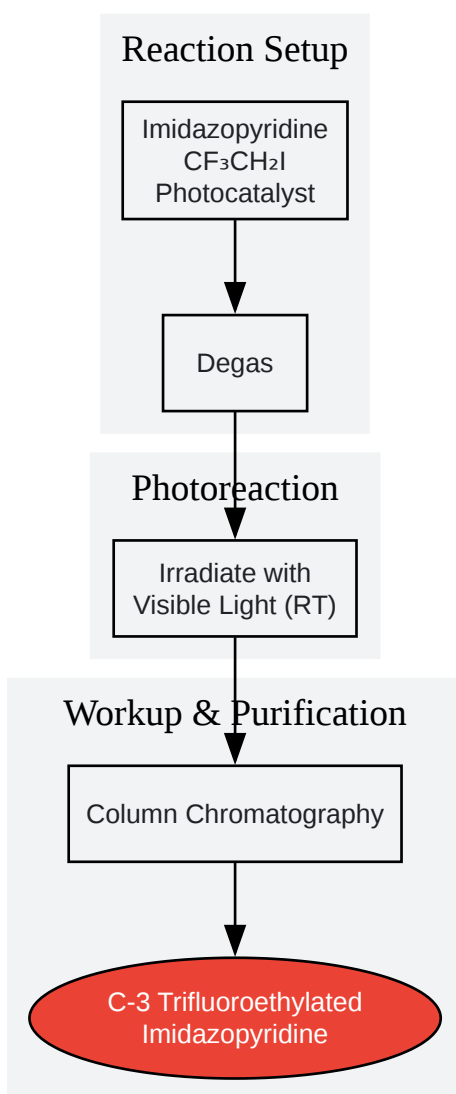 Reaction Setup
Imidazopyridine
CF₃CH₂I
Photocatalyst
Degas
Photoreaction
Irradiate with
Visible Light (RT)
Workup & Purification
Column Chromatography
C-3 Trifluoroethylated
Imidazopyridine